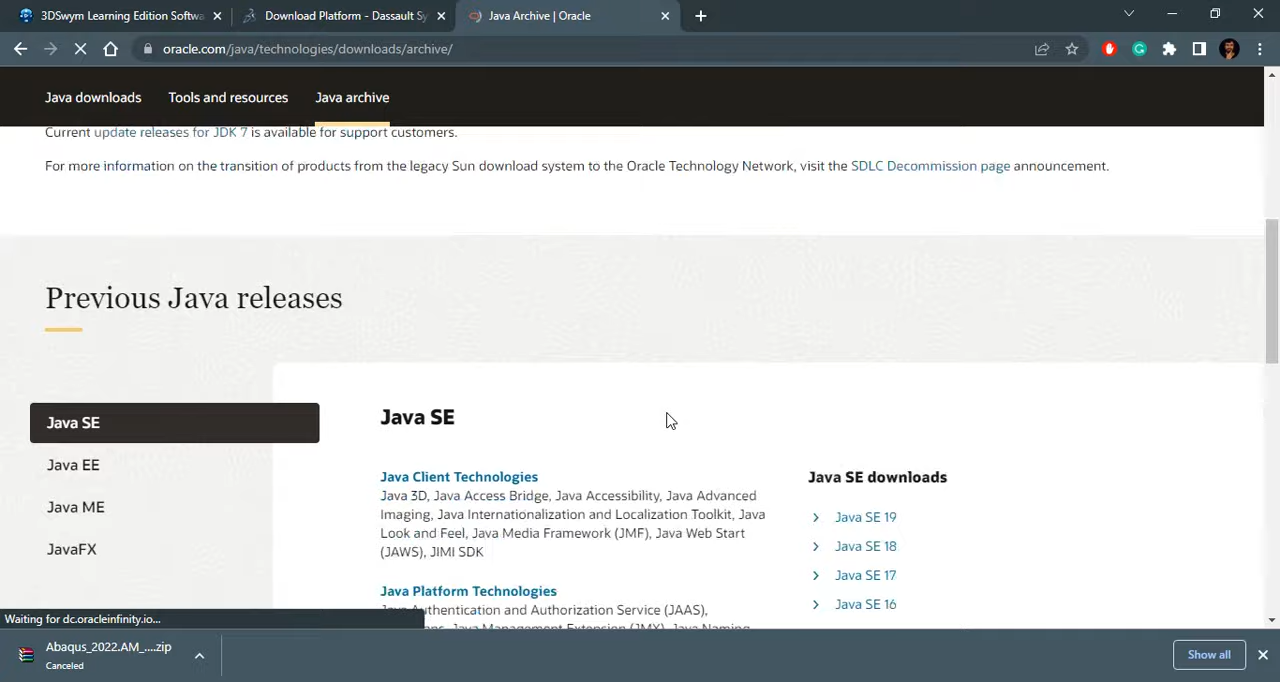 3DSwym Learning Edition Softwa
Download Platform - Dassault Sy
Java Archive | Oracle
oracle.com/java/technologies/downloads/archive/
Java downloads
Tools and resources
Java archive
Current update releases for JDK 7 is available for support customers.
For more information on the transition of products from the legacy Sun download system to the Oracle Technology Network, visit the SDLC Decommission page announcement.
Previous Java releases
Java SE
Java EE
Java ME
JavaFX
Java SE
Java Client Technologies
Java 3D, Java Access Bridge, Java Accessibility, Java Advanced
Imaging, Java Internationalization and Localization Toolkit, Java
Look and Feel, Java Media Framework (JMF), Java Web Start
(JAWS), JIMI SDK
Java Platform Technologies
Java Authentication and Authorization Service (JAAS),
Java Management Extension (JMX), Java Naming
Java SE downloads
Java SE 19
Java SE 18
Java SE 17
Java SE 16
Waiting for dc.oracleinfinity.io...
Abaqus_2022.AM_....zip
Canceled
Show all